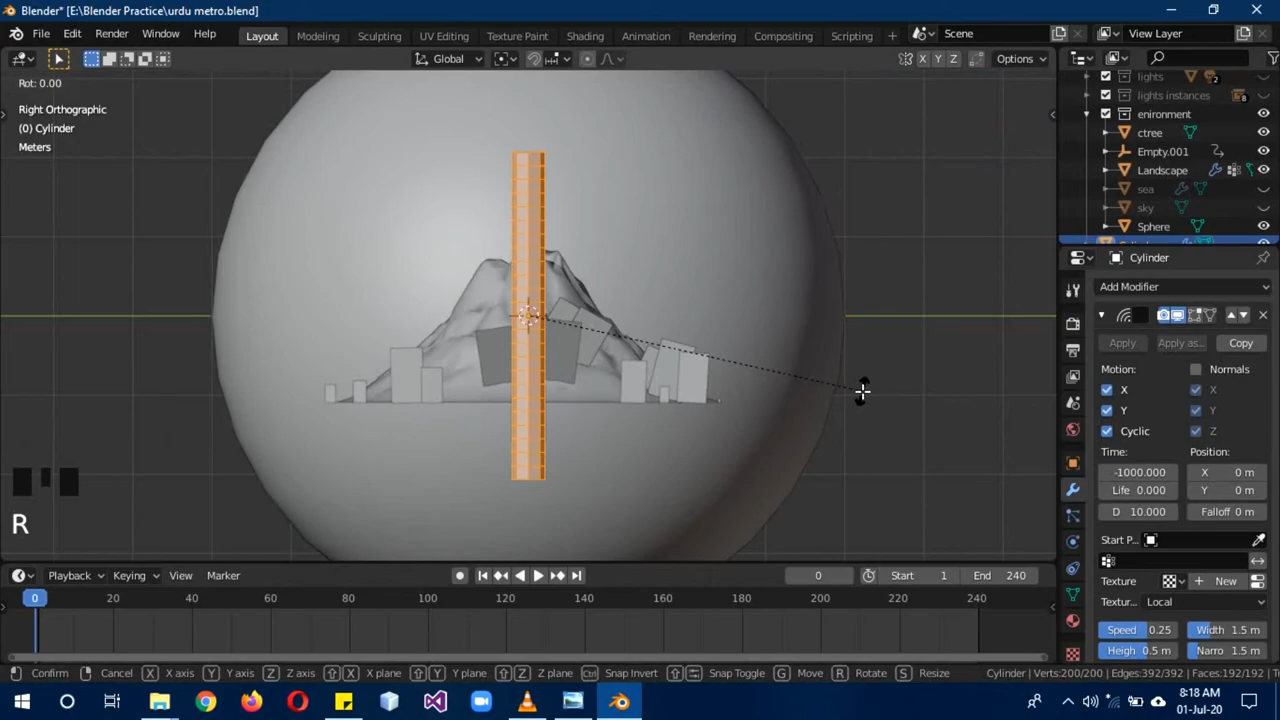 Blender* [E:\Blender Practice\urdu metro.blend]
File Edit Render Window Help Layout Modeling Sculpting UV Editing Texture Paint Shading Animation Rendering Compositing Scripting Scene View Layer
Global X Y Z Options
Rot: 0.00
Right Orthographic
(0) Cylinder
Meters
lights 2
lights instances 8
enironment
ctree
Empty.001
Landscape
sea
sky
Sphere
Cylinder
Add Modifier
Apply Apply as... Copy
Motion: Normals
X X
Y Y
Cyclic Z
Time: Position:
-1000.000 X 0 m
Life 0.000 Y 0 m
D 10.000 Falloff 0 m
Start P...
Texture New
Textur... Local
Speed 0.25 Width 1.5 m
Heigh 0.5 m Narro 1.5 m
R
Playback Keying View Marker 0 Start 1 End 240
0 20 40 60 80 100 120 140 160 180 200 220 240
Confirm Cancel X X axis Y Y axis Z Z axis X X plane Y Y plane Z Z plane Ctrl Snap Invert Snap Toggle G Move R Rotate S Resize Cylinder | Verts:200/200 | Edges:392/392 | Faces:192/192 | Tri
8:18 AM
01-Jul-20